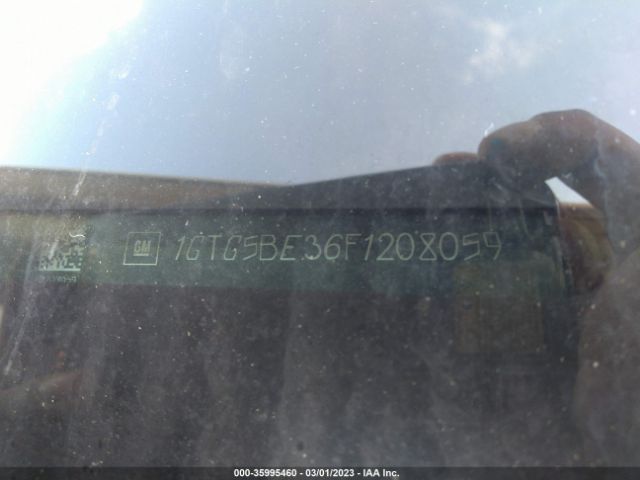 GM 1GTG5BE36F1208059
000-35995460 - 03/01/2023 - IAA Inc.